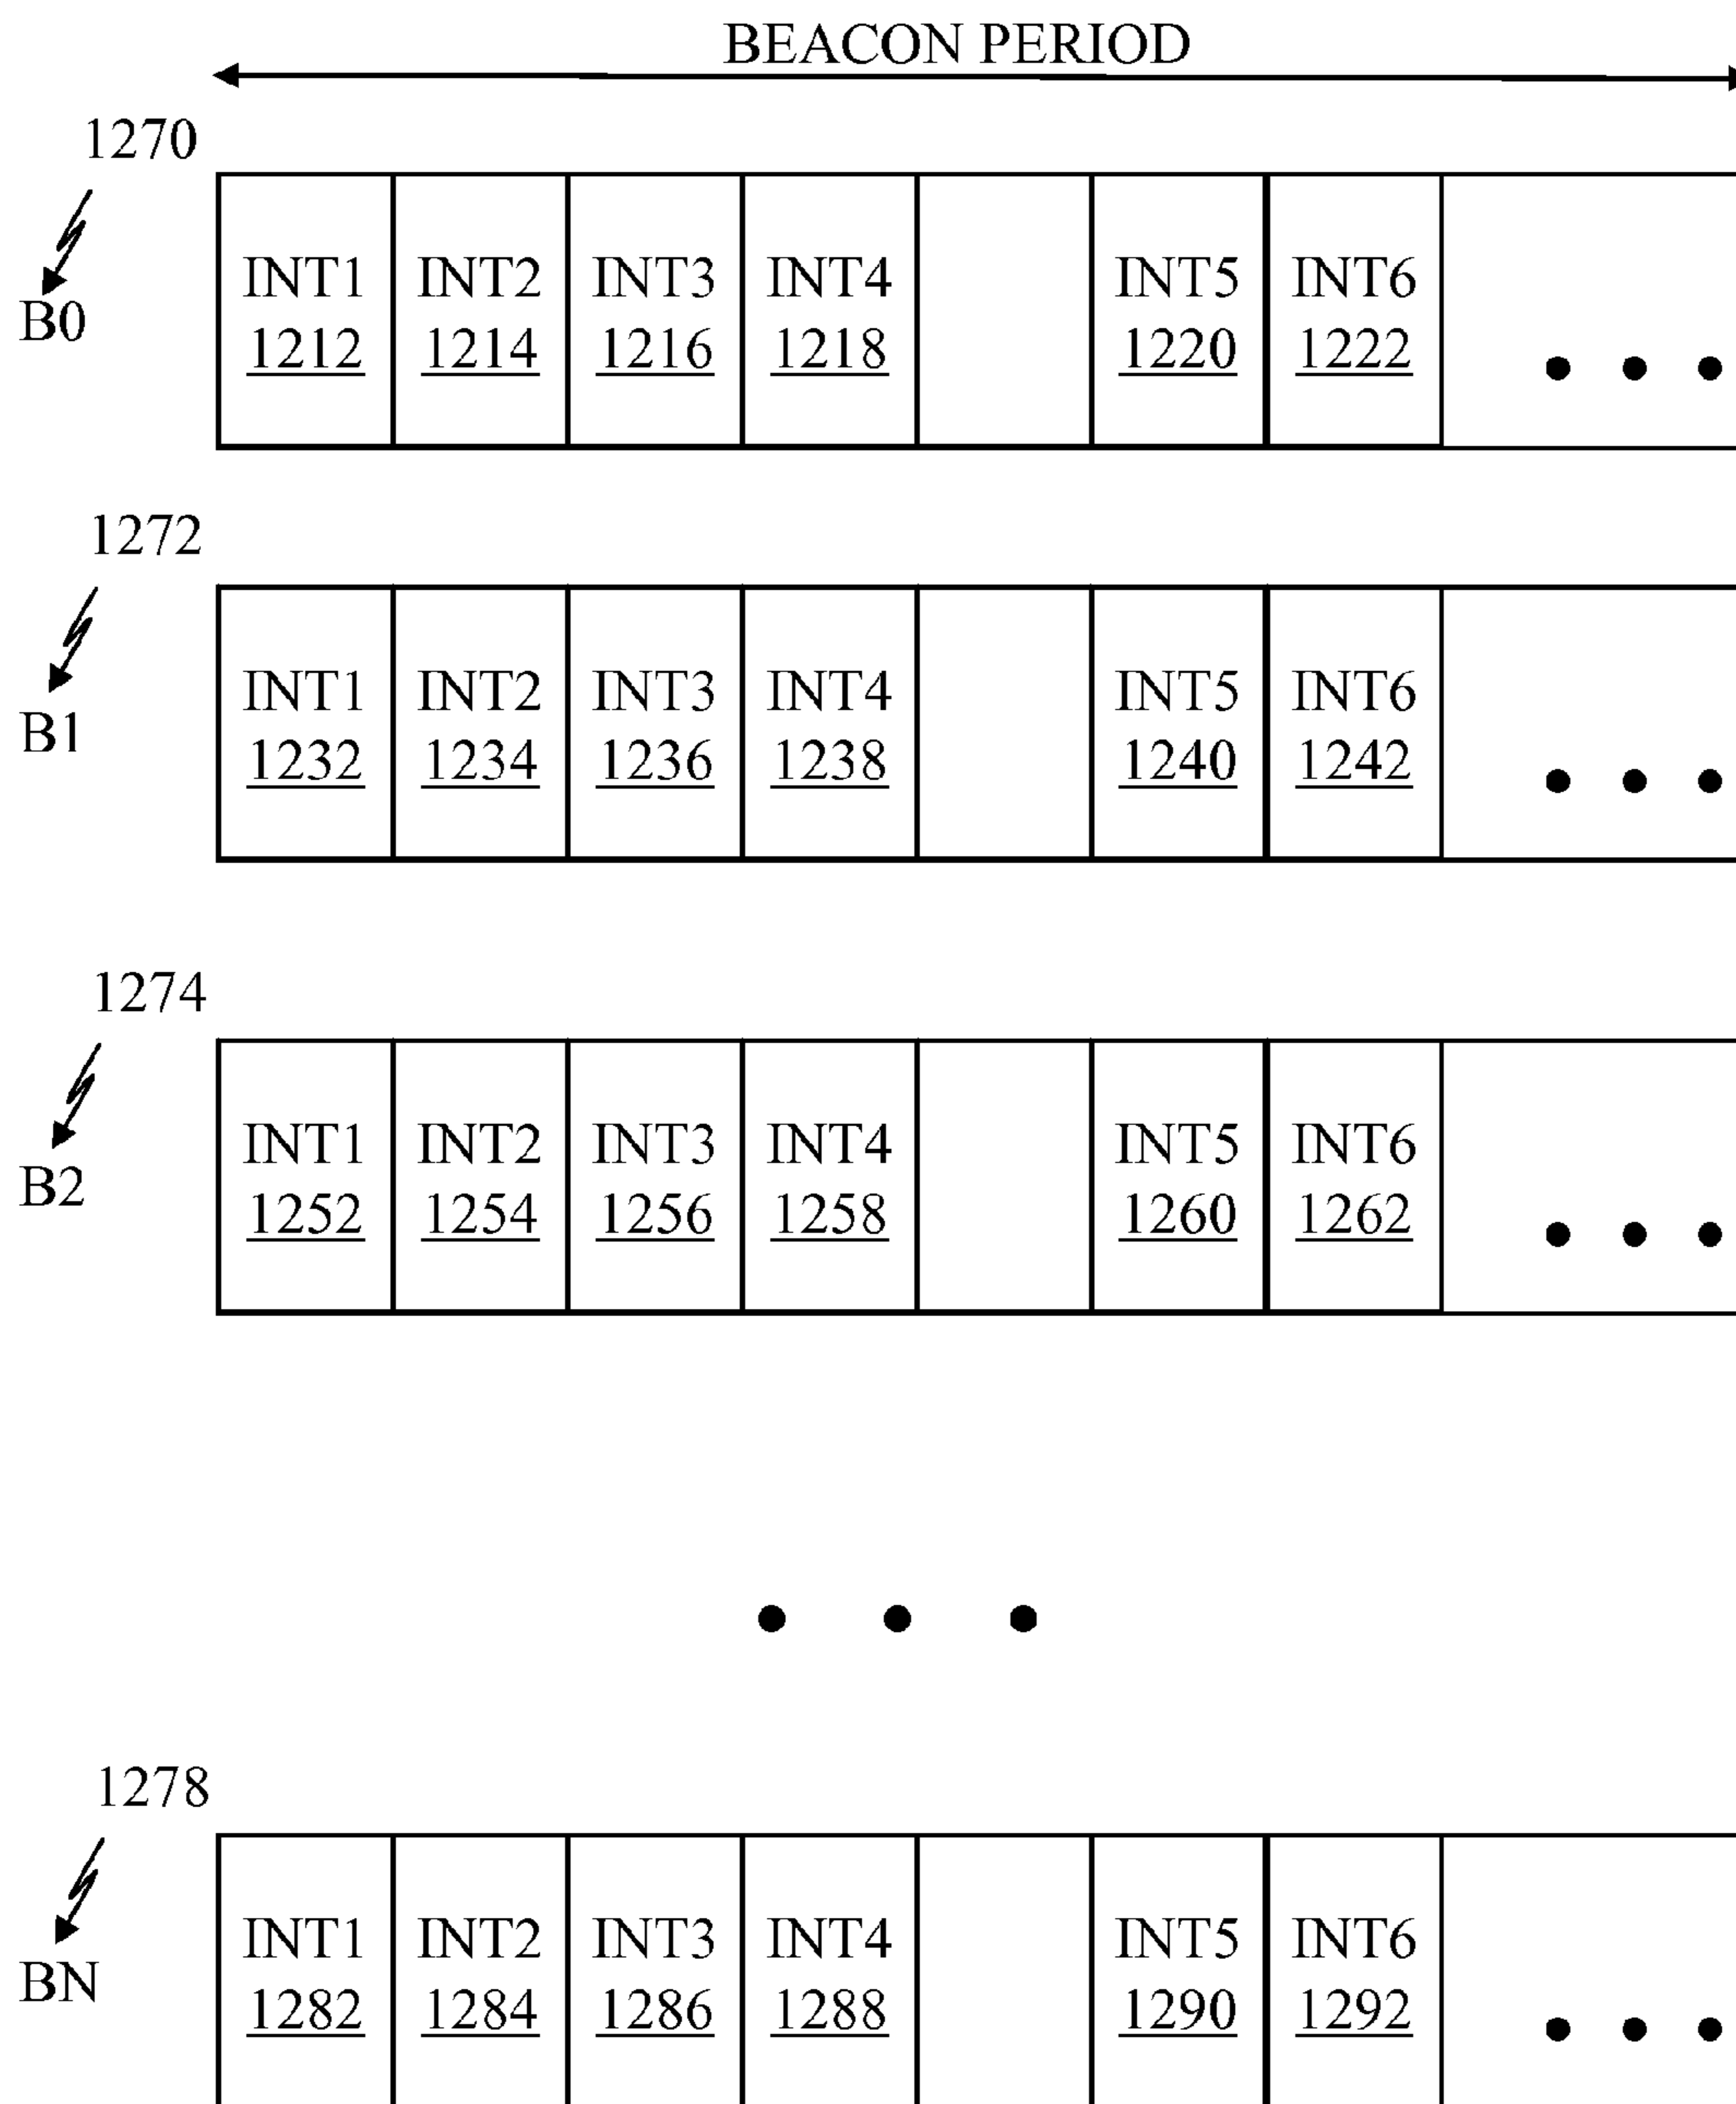 BEACON PERIOD
1270
B0
INT1 INT2 INT3 INT4 INT5 INT6
1212 1214 1216 1218 1220 1222
1272
B1
INT1 INT2 INT3 INT4 INT5 INT6
1232 1234 1236 1238 1240 1242
1274
B2
INT1 INT2 INT3 INT4 INT5 INT6
1252 1254 1256 1258 1260 1262
1278
BN
INT1 INT2 INT3 INT4 INT5 INT6
1282 1284 1286 1288 1290 1292